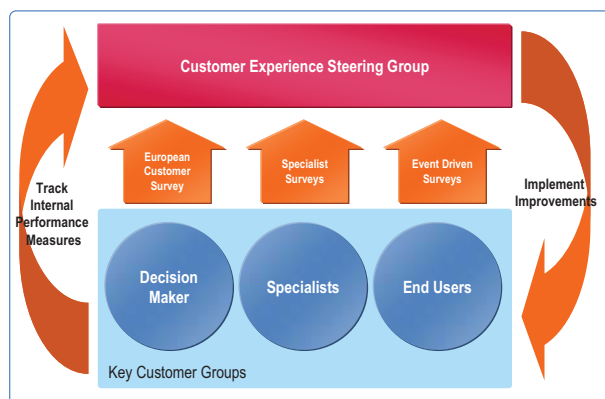 Customer Experience Steering Group
European
Customer
Survey
Specialist
Surveys
Event Driven
Surveys
Track
Internal
Performance
Measures
Implement
Improvements
Decision
Maker
Specialists
End Users
Key Customer Groups